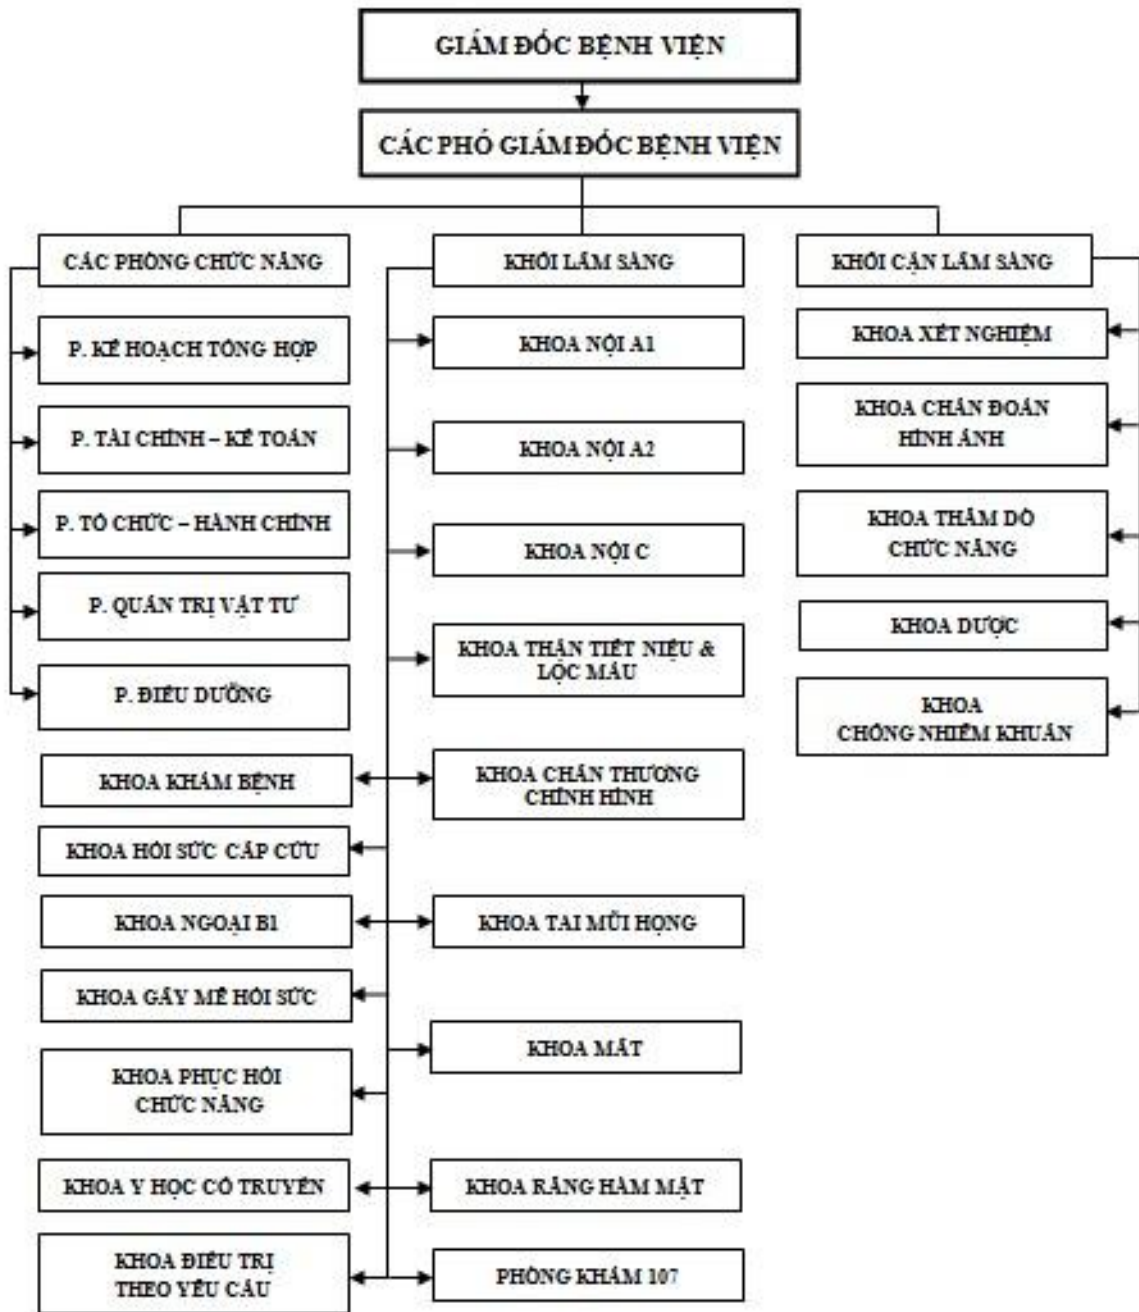 GIÁM ĐỐC BỆNH VIỆN
CÁC PHÓ GIÁM ĐỐC BỆNH VIỆN
CÁC PHÒNG CHỨC NĂNG
P. KẾ HOẠCH TỔNG HỢP
P. TÀI CHÍNH – KẾ TOÁN
P. TỔ CHỨC – HÀNH CHÍNH
P. QUẢN TRỊ VẬT TƯ
P. ĐIỀU DƯỠNG
KHOA KHÁM BỆNH
KHOA HỒI SỨC CẤP CỨU
KHOA NGOẠI B1
KHOA GÂY MÊ HỒI SỨC
KHOA PHỤC HỒI
CHỨC NĂNG
KHOA Y HỌC CỔ TRUYỀN
KHOA ĐIỀU TRỊ
THEO YÊU CẦU
KHỐI LÂM SÀNG
KHOA NỘI A1
KHOA NỘI A2
KHOA NỘI C
KHOA THẬN TIẾT NIỆU &
LỌC MÁU
KHOA CHẤN THƯƠNG
CHỈNH HÌNH
KHOA TAI MŨI HỌNG
KHOA MẮT
KHOA RĂNG HÀM MẶT
PHÒNG KHÁM 107
KHỐI CẬN LÂM SÀNG
KHOA XÉT NGHIỆM
KHOA CHẨN ĐOÁN
HÌNH ẢNH
KHOA THĂM DÒ
CHỨC NĂNG
KHOA DƯỢC
KHOA
CHỐNG NHIỄM KHUẨN